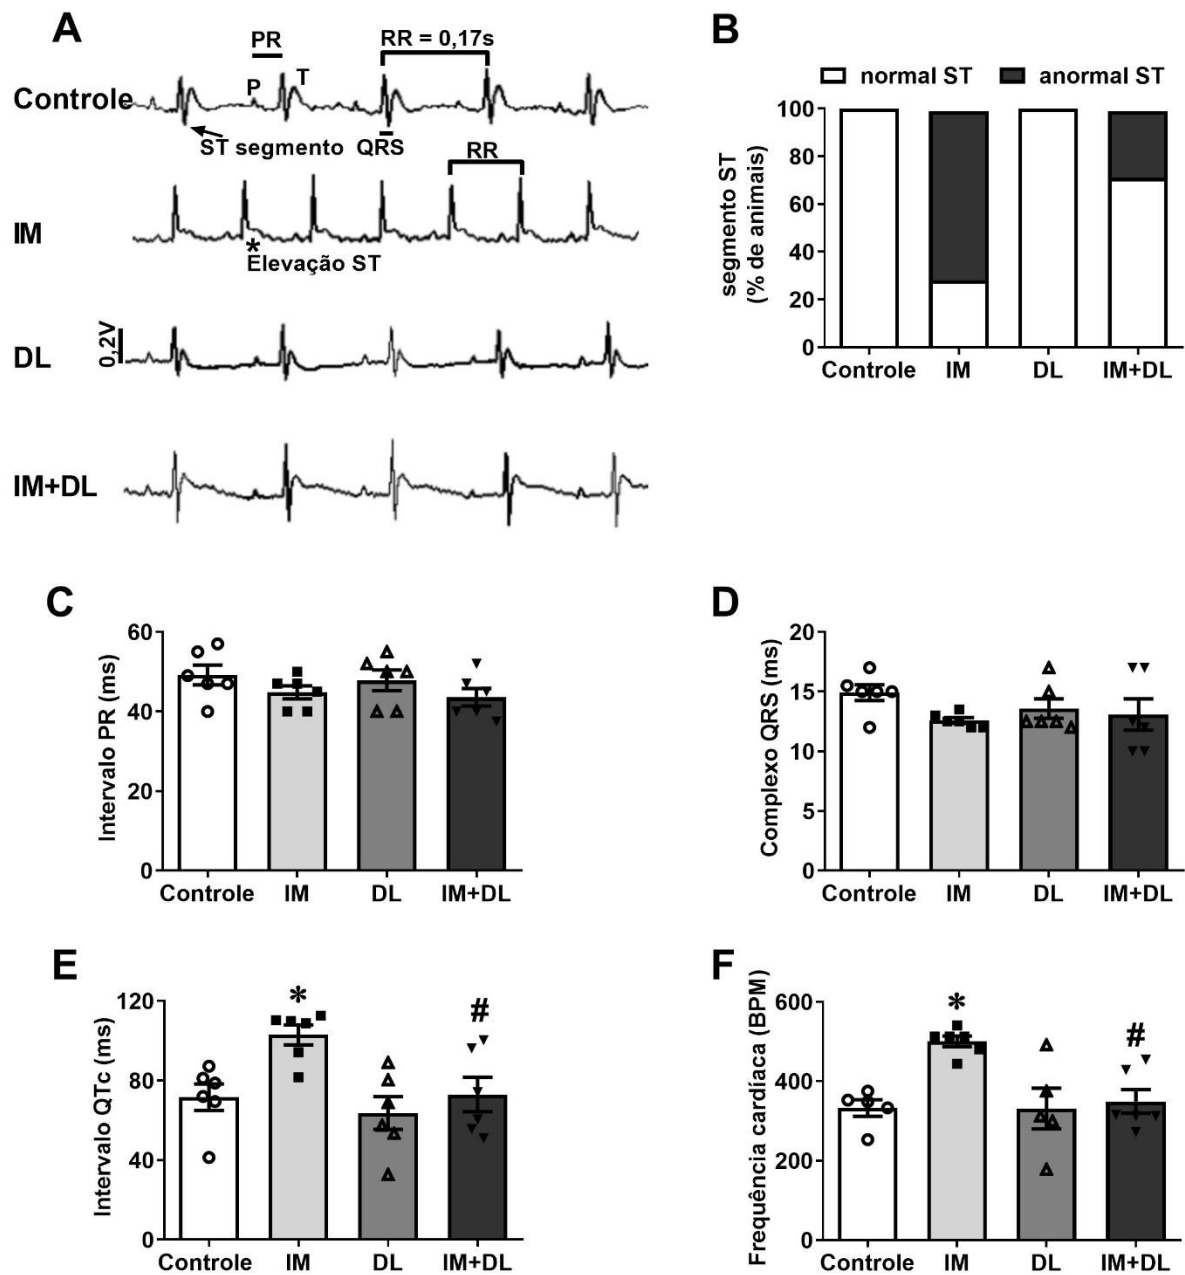 A
PR
RR = 0,17s
P
T
Controle
ST segmento
QRS
RR
IM
*
Elevação ST
DL
0,2V
IM+DL
B
normal ST
anormal ST
segmento ST
(% de animais)
100
80
60
40
20
0
Controle
IM
DL
IM+DL
C
Intervalo PR (ms)
60
40
20
0
Controle
IM
DL
IM+DL
D
Complexo QRS (ms)
20
15
10
5
0
Controle
IM
DL
IM+DL
E
Intervalo QTc (ms)
120
80
40
0
*
#
Controle
IM
DL
IM+DL
F
Frequência cardíaca (BPM)
600
400
200
0
*
#
Controle
IM
DL
IM+DL